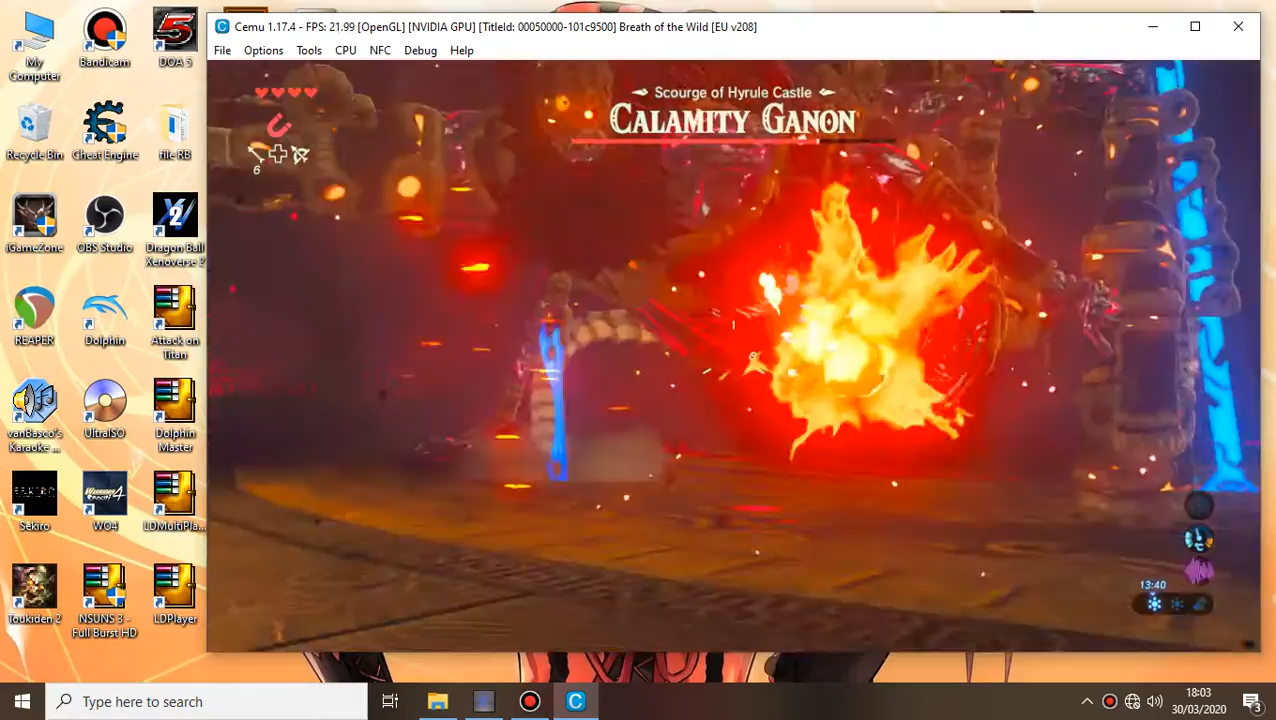 Cemu 1.17.4 - FPS: 21.99 [OpenGL] [NVIDIA GPU] [TitleId: 00050000-101c9500] Breath of the Wild [EU v208]
File Options Tools CPU NFC Debug Help
My Computer
Bandicam
DOA 5
Recycle Bin
Cheat Engine
file RB
iGameZone
OBS Studio
Dragon Ball Xenoverse 2
REAPER
Dolphin
Attack on Titan
vanBasco's Karaoke ...
UltraISO
Dolphin Master
Sekiro
WO4
LDMultiPla...
Toukiden 2
NSUNS 3 - Full Burst HD
LDPlayer
Scourge of Hyrule Castle
CALAMITY GANON
6
13:40
Type here to search
18:03
30/03/2020
3